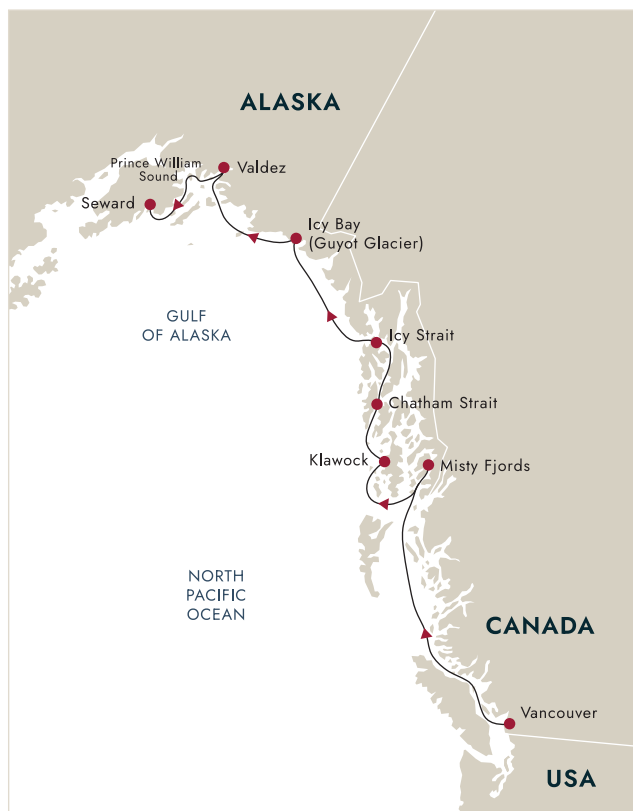 ALASKA
Prince William
Sound
Valdez
Seward
Icy Bay
(Guyot Glacier)
GULF
OF ALASKA
Icy Strait
Chatham Strait
Klawock
Misty Fjords
NORTH
PACIFIC
OCEAN
CANADA
Vancouver
USA